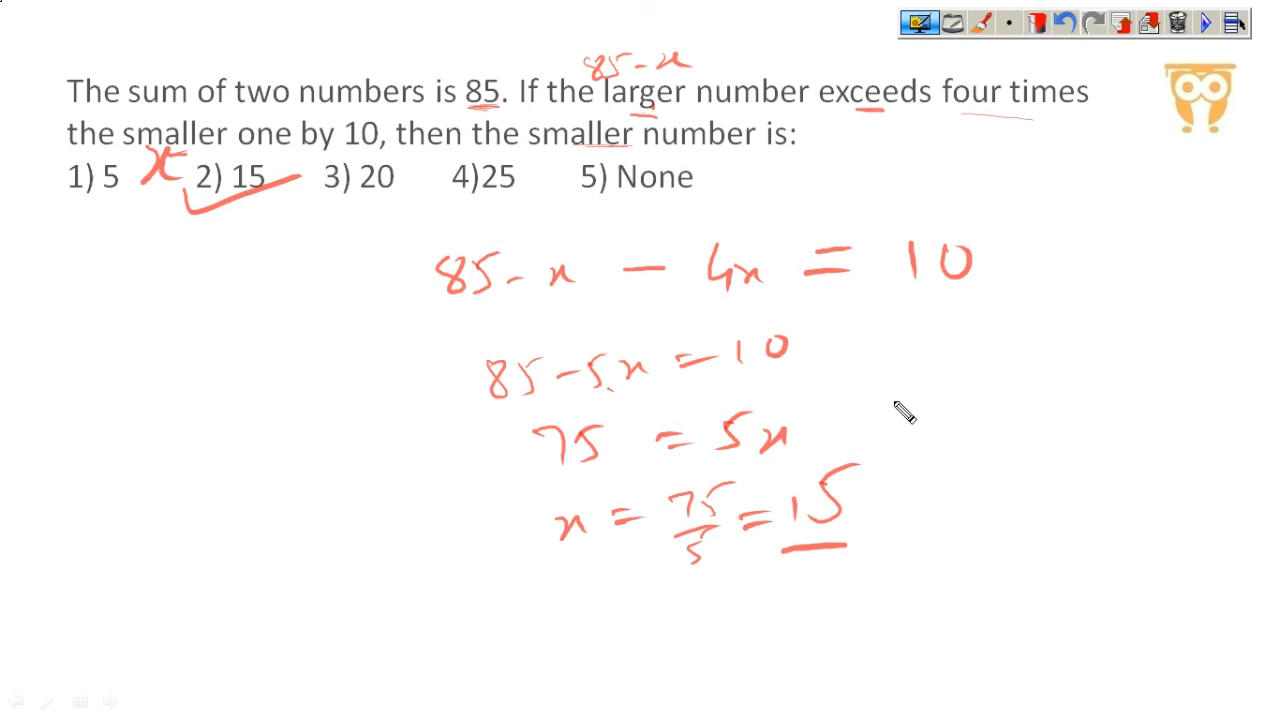 85-x
The sum of two numbers is 85. If the larger number exceeds four times
the smaller one by 10, then the smaller number is:
x
1) 5 2) 15 3) 20 4)25 5) None
85-x - 4x = 10
85-5x = 10
75 = 5x
x = 75/5 = 15